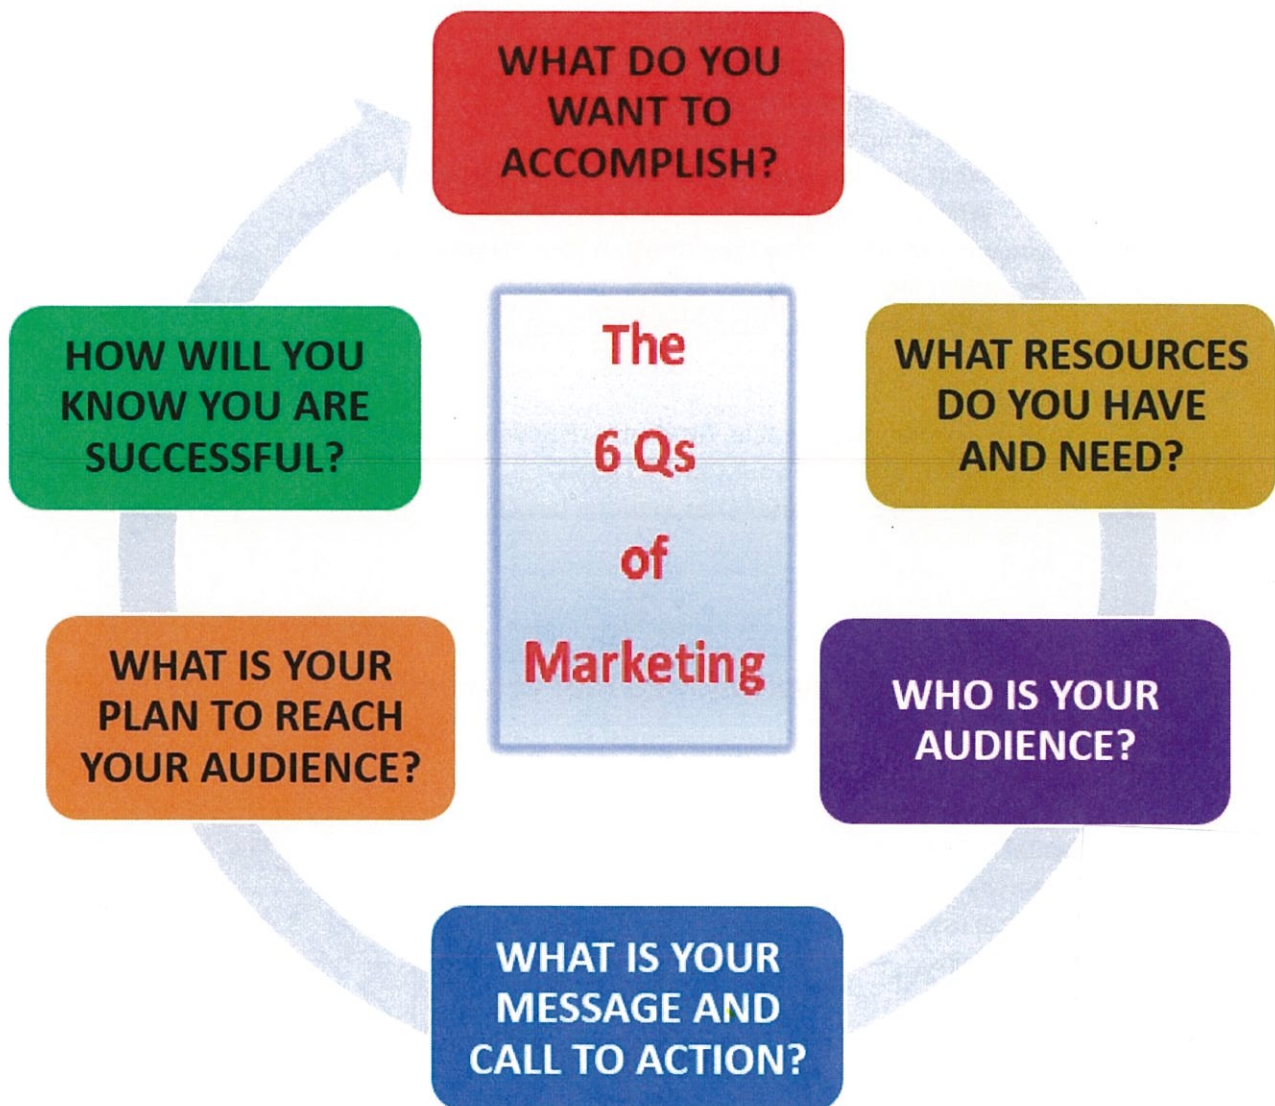 WHAT DO YOU
WANT TO
ACCOMPLISH?
WHAT RESOURCES
DO YOU HAVE
AND NEED?
WHO IS YOUR
AUDIENCE?
WHAT IS YOUR
MESSAGE AND
CALL TO ACTION?
WHAT IS YOUR
PLAN TO REACH
YOUR AUDIENCE?
HOW WILL YOU
KNOW YOU ARE
SUCCESSFUL?
The
6 Qs
of
Marketing